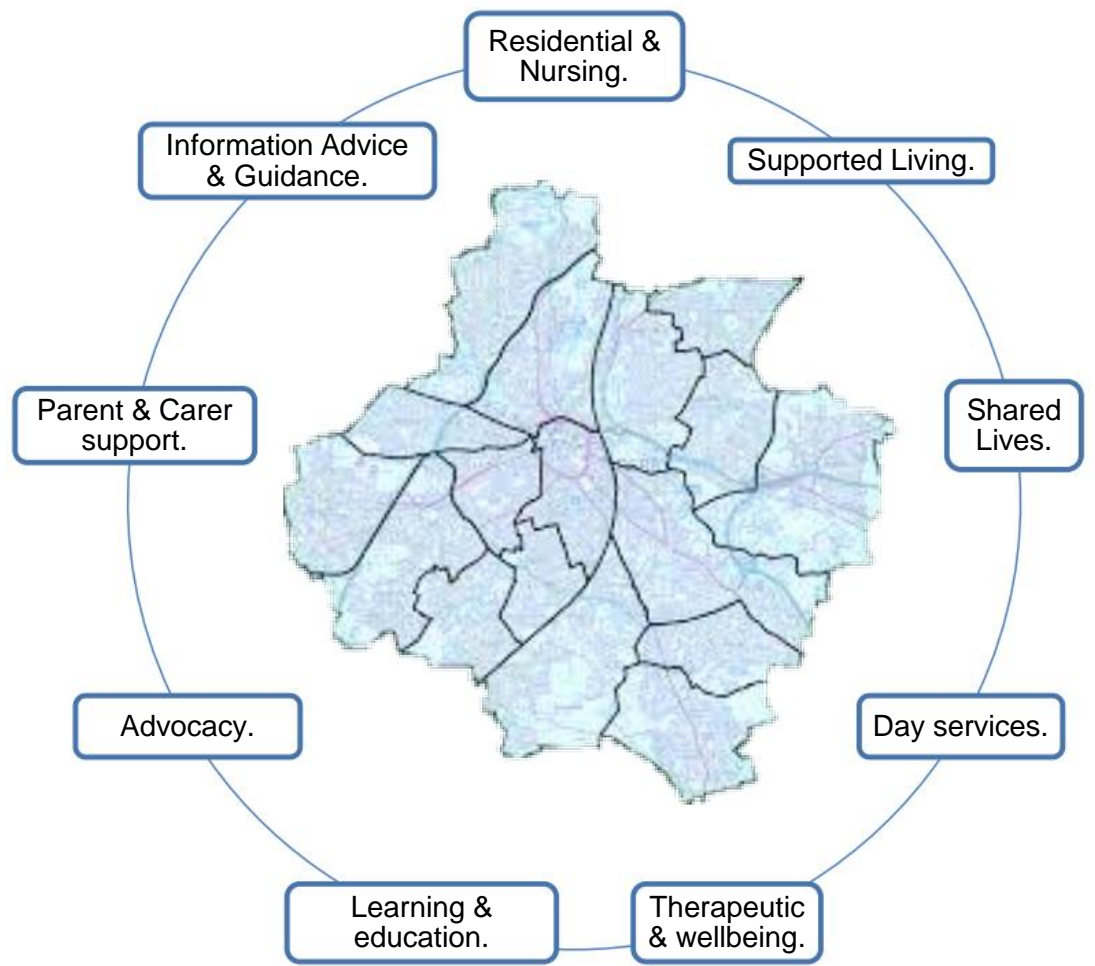 Residential &
Nursing.
Supported Living.
Shared
Lives.
Day services.
Therapeutic
& wellbeing.
Learning &
education.
Advocacy.
Parent & Carer
support.
Information Advice
& Guidance.